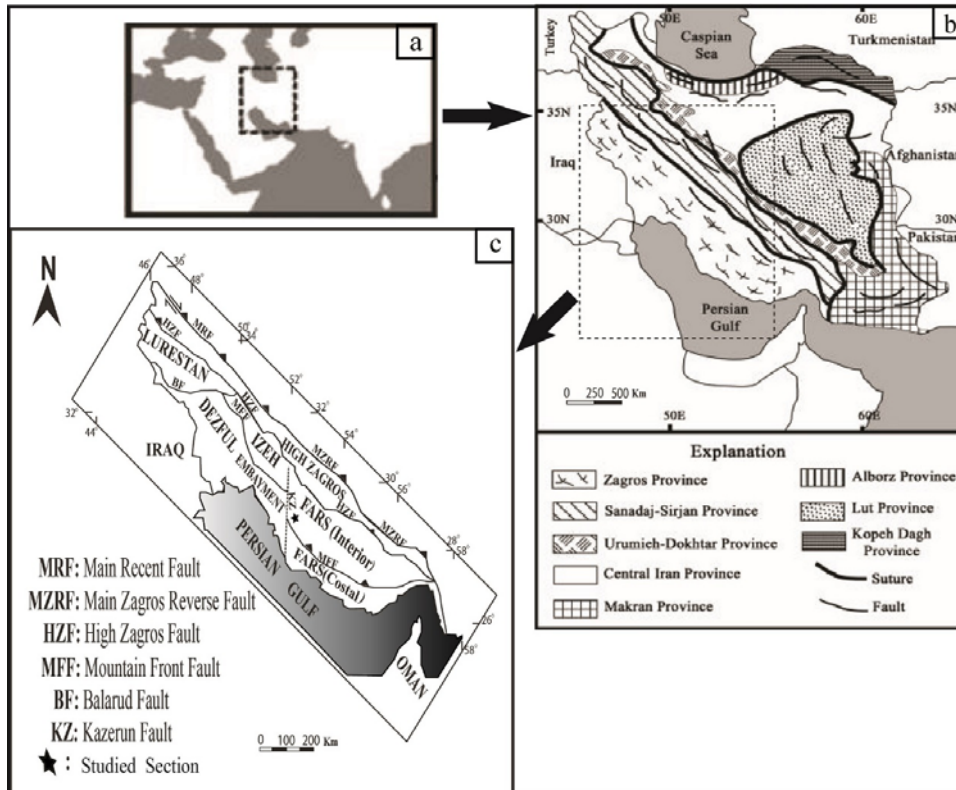 a
b
50E
60E
Caspian
Sea
Turkmenistan
Turkey
35N
35N
Afghanistan
Iraq
30N
30N
Pakistan
Persian
Gulf
0 250 500 Km
50E
60E
Explanation
Zagros Province
Sanadaj-Sirjan Province
Urumieh-Dokhtar Province
Central Iran Province
Makran Province
Alborz Province
Lut Province
Kopeh Dagh
Province
Suture
Fault
c
N
46°
36°
48°
50°
34°
52°
32°
54°
30°
56°
28°
58°
26°
58°
32°
44°
MRF
HZF
LURESTAN
BF
HZF
MFF
DEZFUL
EMBAYMENT
IZEH
HIGH ZAGROS
MZRF
IRAQ
KZ
HZF
MZRF
FARS (Interior)
MFF
FARS(Costal)
PERSIAN
GULF
OMAN
MRF: Main Recent Fault
MZRF: Main Zagros Reverse Fault
HZF: High Zagros Fault
MFF: Mountain Front Fault
BF: Balarud Fault
KZ: Kazerun Fault
: Studied Section
0 100 200 Km